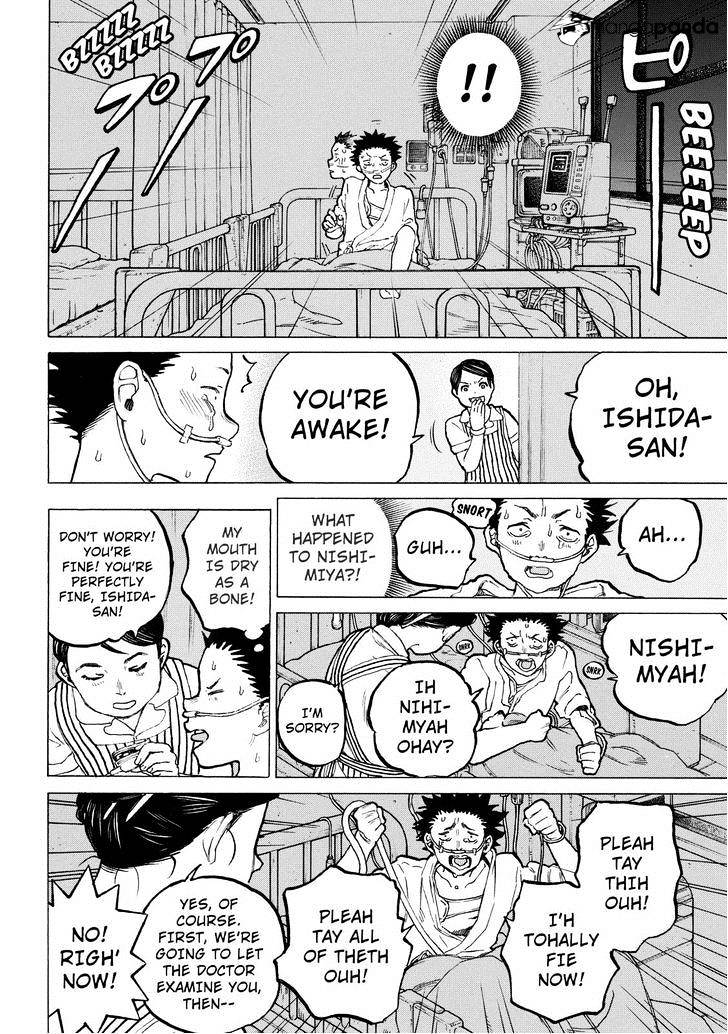 mangapanda
ピ
BEEEEEP
!!
BZZZZZ
BZZZZZ
プ
プ
OH,
ISHIDA-
SAN!
YOU'RE
AWAKE!
AH...
SNORT
GUH...
WHAT
HAPPENED
TO NISHI-
MIYA?!
MY
MOUTH
IS DRY
AS A
BONE!
DON'T WORRY!
YOU'RE
FINE! YOU'RE
PERFECTLY
FINE, ISHIDA-
SAN!
NISHI-
MYAH!
SNRK
SNRK
IH
NIHI-
MYAH
OHAY?
I'M
SORRY?
PLEAH
TAY
THIH
OUH!
I'H
TOHALLY
FIE
NOW!
PLEAH
TAY ALL
OF THETH
OUH!
YES, OF
COURSE.
FIRST, WE'RE
GOING TO LET
THE DOCTOR
EXAMINE YOU,
THEN--
NO!
RIGH'
NOW!